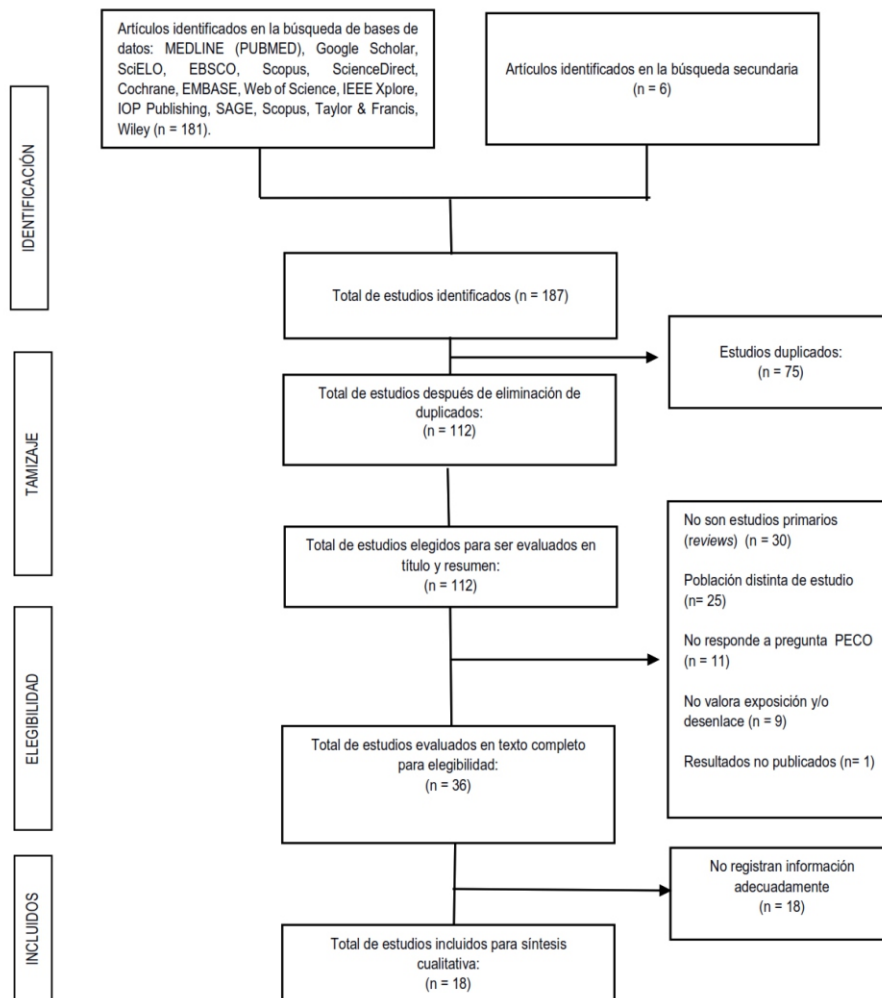 Artículos identificados en la búsqueda de bases de
datos: MEDLINE (PUBMED), Google Scholar,
SciELO, EBSCO, Scopus, ScienceDirect,
Cochrane, EMBASE, Web of Science, IEEE Xplore,
IOP Publishing, SAGE, Scopus, Taylor & Francis,
Wiley (n = 181).
Artículos identificados en la búsqueda secundaria
(n = 6)
IDENTIFICACIÓN
Total de estudios identificados (n = 187)
Estudios duplicados:
(n = 75)
TAMIZAJE
Total de estudios después de eliminación de
duplicados:
(n = 112)
Total de estudios elegidos para ser evaluados en
título y resumen:
(n = 112)
No son estudios primarios
(reviews) (n = 30)
Población distinta de estudio
(n= 25)
No responde a pregunta PECO
(n = 11)
No valora exposición y/o
desenlace (n = 9)
Resultados no publicados (n= 1)
ELEGIBILIDAD
Total de estudios evaluados en texto completo
para elegibilidad:
(n = 36)
No registran información
adecuadamente
(n = 18)
INCLUIDOS
Total de estudios incluidos para síntesis
cualitativa:
(n = 18)